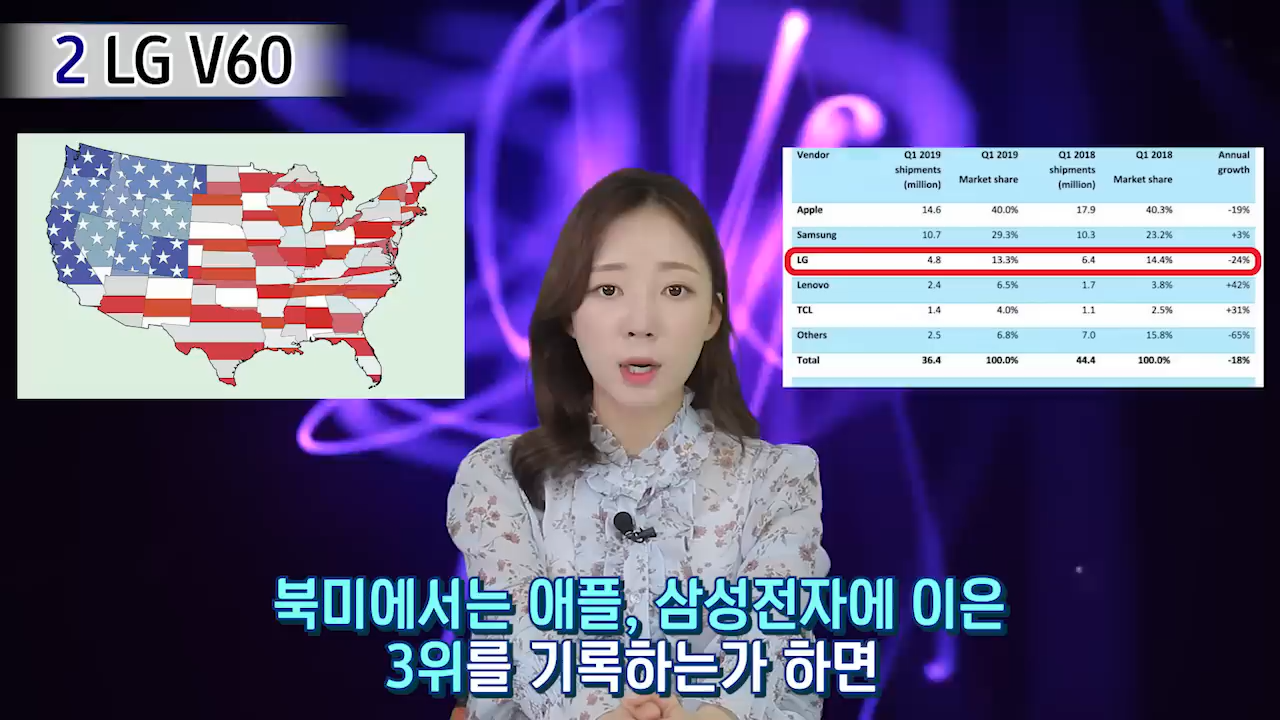 2 LG V60
Vendor Q1 2019 shipments (million) Q1 2019 Market share Q1 2018 shipments (million) Q1 2018 Market share Annual growth
Apple 14.6 40.0% 17.9 40.3% -19%
Samsung 10.7 29.3% 10.3 23.2% +3%
LG 4.8 13.3% 6.4 14.4% -24%
Lenovo 2.4 6.5% 1.7 3.8% +42%
TCL 1.4 4.0% 1.1 2.5% +31%
Others 2.5 6.8% 7.0 15.8% -65%
Total 36.4 100.0% 44.4 100.0% -18%
북미에서는 애플, 삼성전자에 이은
3위를 기록하는가 하면